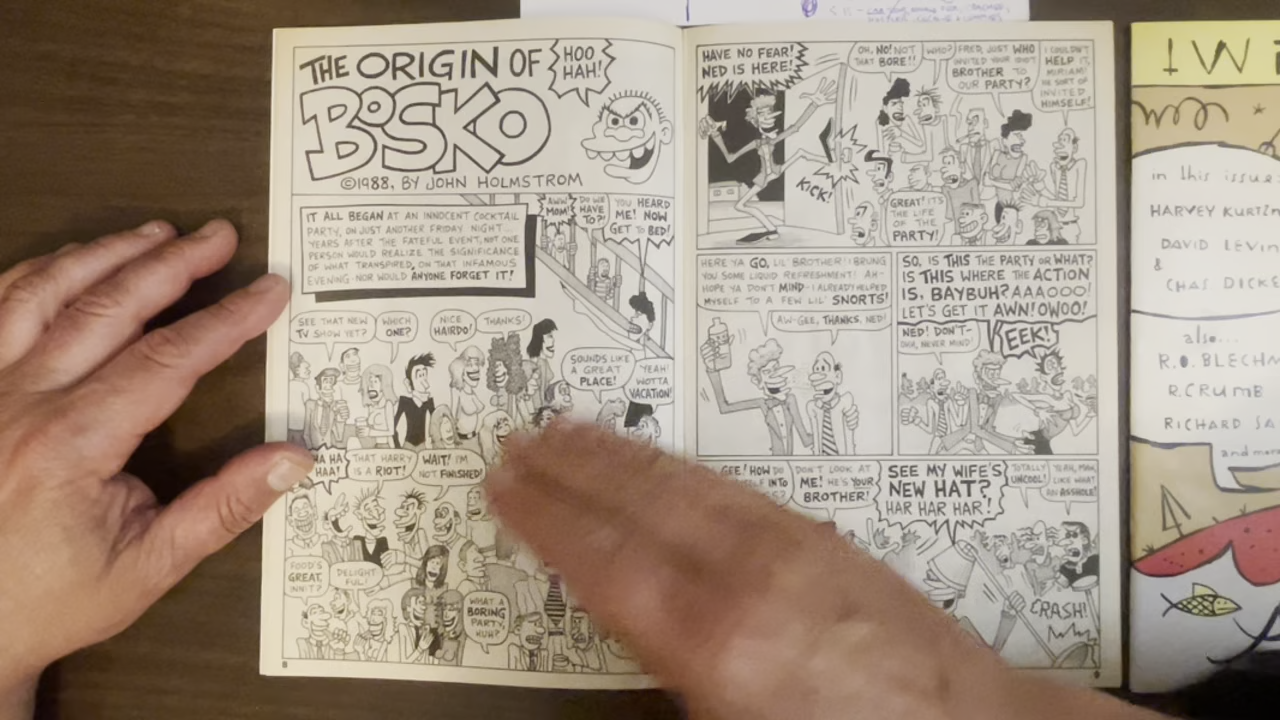 THE ORIGIN OF
BOSKO
HOO
HAH!
©1988, BY JOHN HOLMSTROM
IT ALL BEGAN AT AN INNOCENT COCKTAIL
PARTY, ON JUST ANOTHER FRIDAY NIGHT...
YEARS AFTER THE FATEFUL EVENT, NOT ONE
PERSON WOULD REALIZE THE SIGNIFICANCE
OF WHAT TRANSPIRED, ON THAT INFAMOUS
EVENING - NOR WOULD ANYONE FORGET IT!
AWW
MOM!
DO WE
HAVE
TO?
YOU HEARD
ME! NOW
GET TO BED!
SEE THAT NEW
TV SHOW YET?
WHICH
ONE?
NICE
HAIRDO!
THANKS!
SOUNDS LIKE
A GREAT
PLACE!
YEAH!
WOTTA
VACATION!
HA HA
HAA!
THAT HARRY
IS A RIOT!
WAIT! I'M
NOT FINISHED!
FOOD'S
GREAT,
INNIT?
DELIGHT
FUL!
WHAT A
BORING
PARTY,
HUH?
8
HAVE NO FEAR!
NED IS HERE!
OH, NO! NOT
THAT BORE!!
WHO?
FRED, JUST WHO
INVITED YOUR IDIOT
BROTHER TO
OUR PARTY?
I COULDN'T
HELP IT,
MIRIAM!
HE SORT OF
INVITED
HIMSELF!
KICK!
GREAT! IT'S
THE LIFE
OF THE
PARTY!
HERE YA GO, LIL' BROTHER! I BRUNG
YOU SOME LIQUID REFRESHMENT! AH-
HOPE YA DON'T MIND - I ALREADY HELPED
MYSELF TO A FEW LIL' SNORTS!
AW-GEE, THANKS, NED!
SO, IS THIS THE PARTY OR WHAT?
IS THIS WHERE THE ACTION
IS, BAYBUH? AAAOOO!
LET'S GET IT AWN! OWOO!
NED! DON'T-
OHH, NEVER MIND!
EEK!
GEE! HOW DO
INTO
DON'T LOOK AT
ME! HE'S YOUR
BROTHER!
SEE MY WIFE'S
NEW HAT?
HAR HAR HAR!
TOTALLY
UNCOOL!
YEAH, MAN,
LIKE WHAT
AN ASSHOLE!
CRASH!
9
in this issue:
HARVEY KURTZM
DAVID LEVIN
&
CHAS DICKE
also...
R.O. BLECHM
R. CRUMB
RICHARD SA
and more